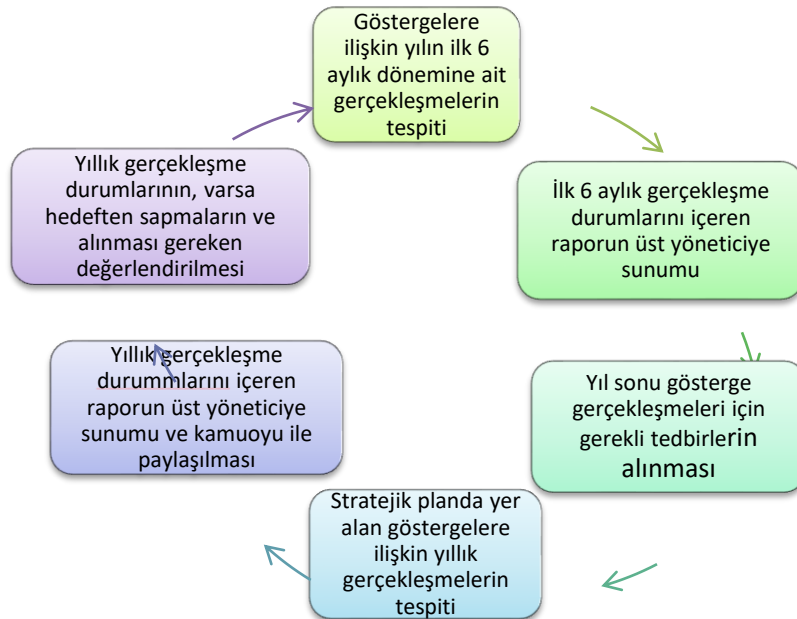 Göstergelere
ilişkin yılın ilk 6
aylık dönemine ait
gerçekleşmelerin
tespiti
İlk 6 aylık gerçekleşme
durumlarını içeren
raporun üst yöneticiye
sunumu
Yıl sonu gösterge
gerçekleşmeleri için
gerekli tedbirlerin
alınması
Stratejik planda yer
alan göstergelere
ilişkin yıllık
gerçekleşmelerin
tespiti
Yıllık gerçekleşme
durumnlarını içeren
raporun üst yöneticiye
sunumu ve kamuoyu ile
paylaşılması
Yıllık gerçekleşme
durumlarının, varsa
hedeften sapmaların ve
alınması gereken
değerlendirilmesi